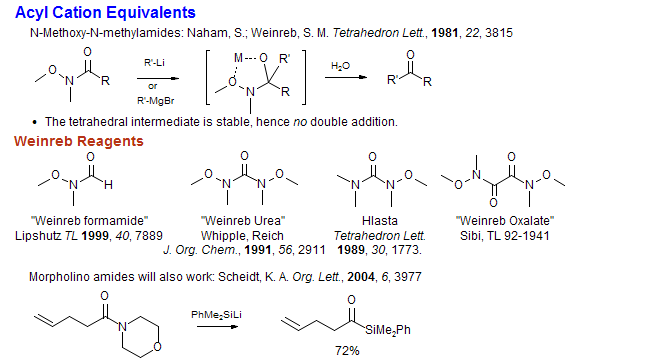 Acyl Cation Equivalents
N-Methoxy-N-methylamides: Naham, S.; Weinreb, S. M. Tetrahedron Lett., 1981, 22, 3815
O N O R
R'-Li
or
R'-MgBr
M---O R' O N R
H2O
O R' R
• The tetrahedral intermediate is stable, hence no double addition.
Weinreb Reagents
O N O H
O N O N O
N O N O
O N O O N O
"Weinreb formamide" "Weinreb Urea" Hlasta "Weinreb Oxalate"
Lipshutz TL 1999, 40, 7889 Whipple, Reich Tetrahedron Lett. Sibi, TL 92-1941
J. Org. Chem., 1991, 56, 2911 1989, 30, 1773.
Morpholino amides will also work: Scheidt, K. A. Org. Lett., 2004, 6, 3977
O N O
PhMe2SiLi
O SiMe2Ph
72%